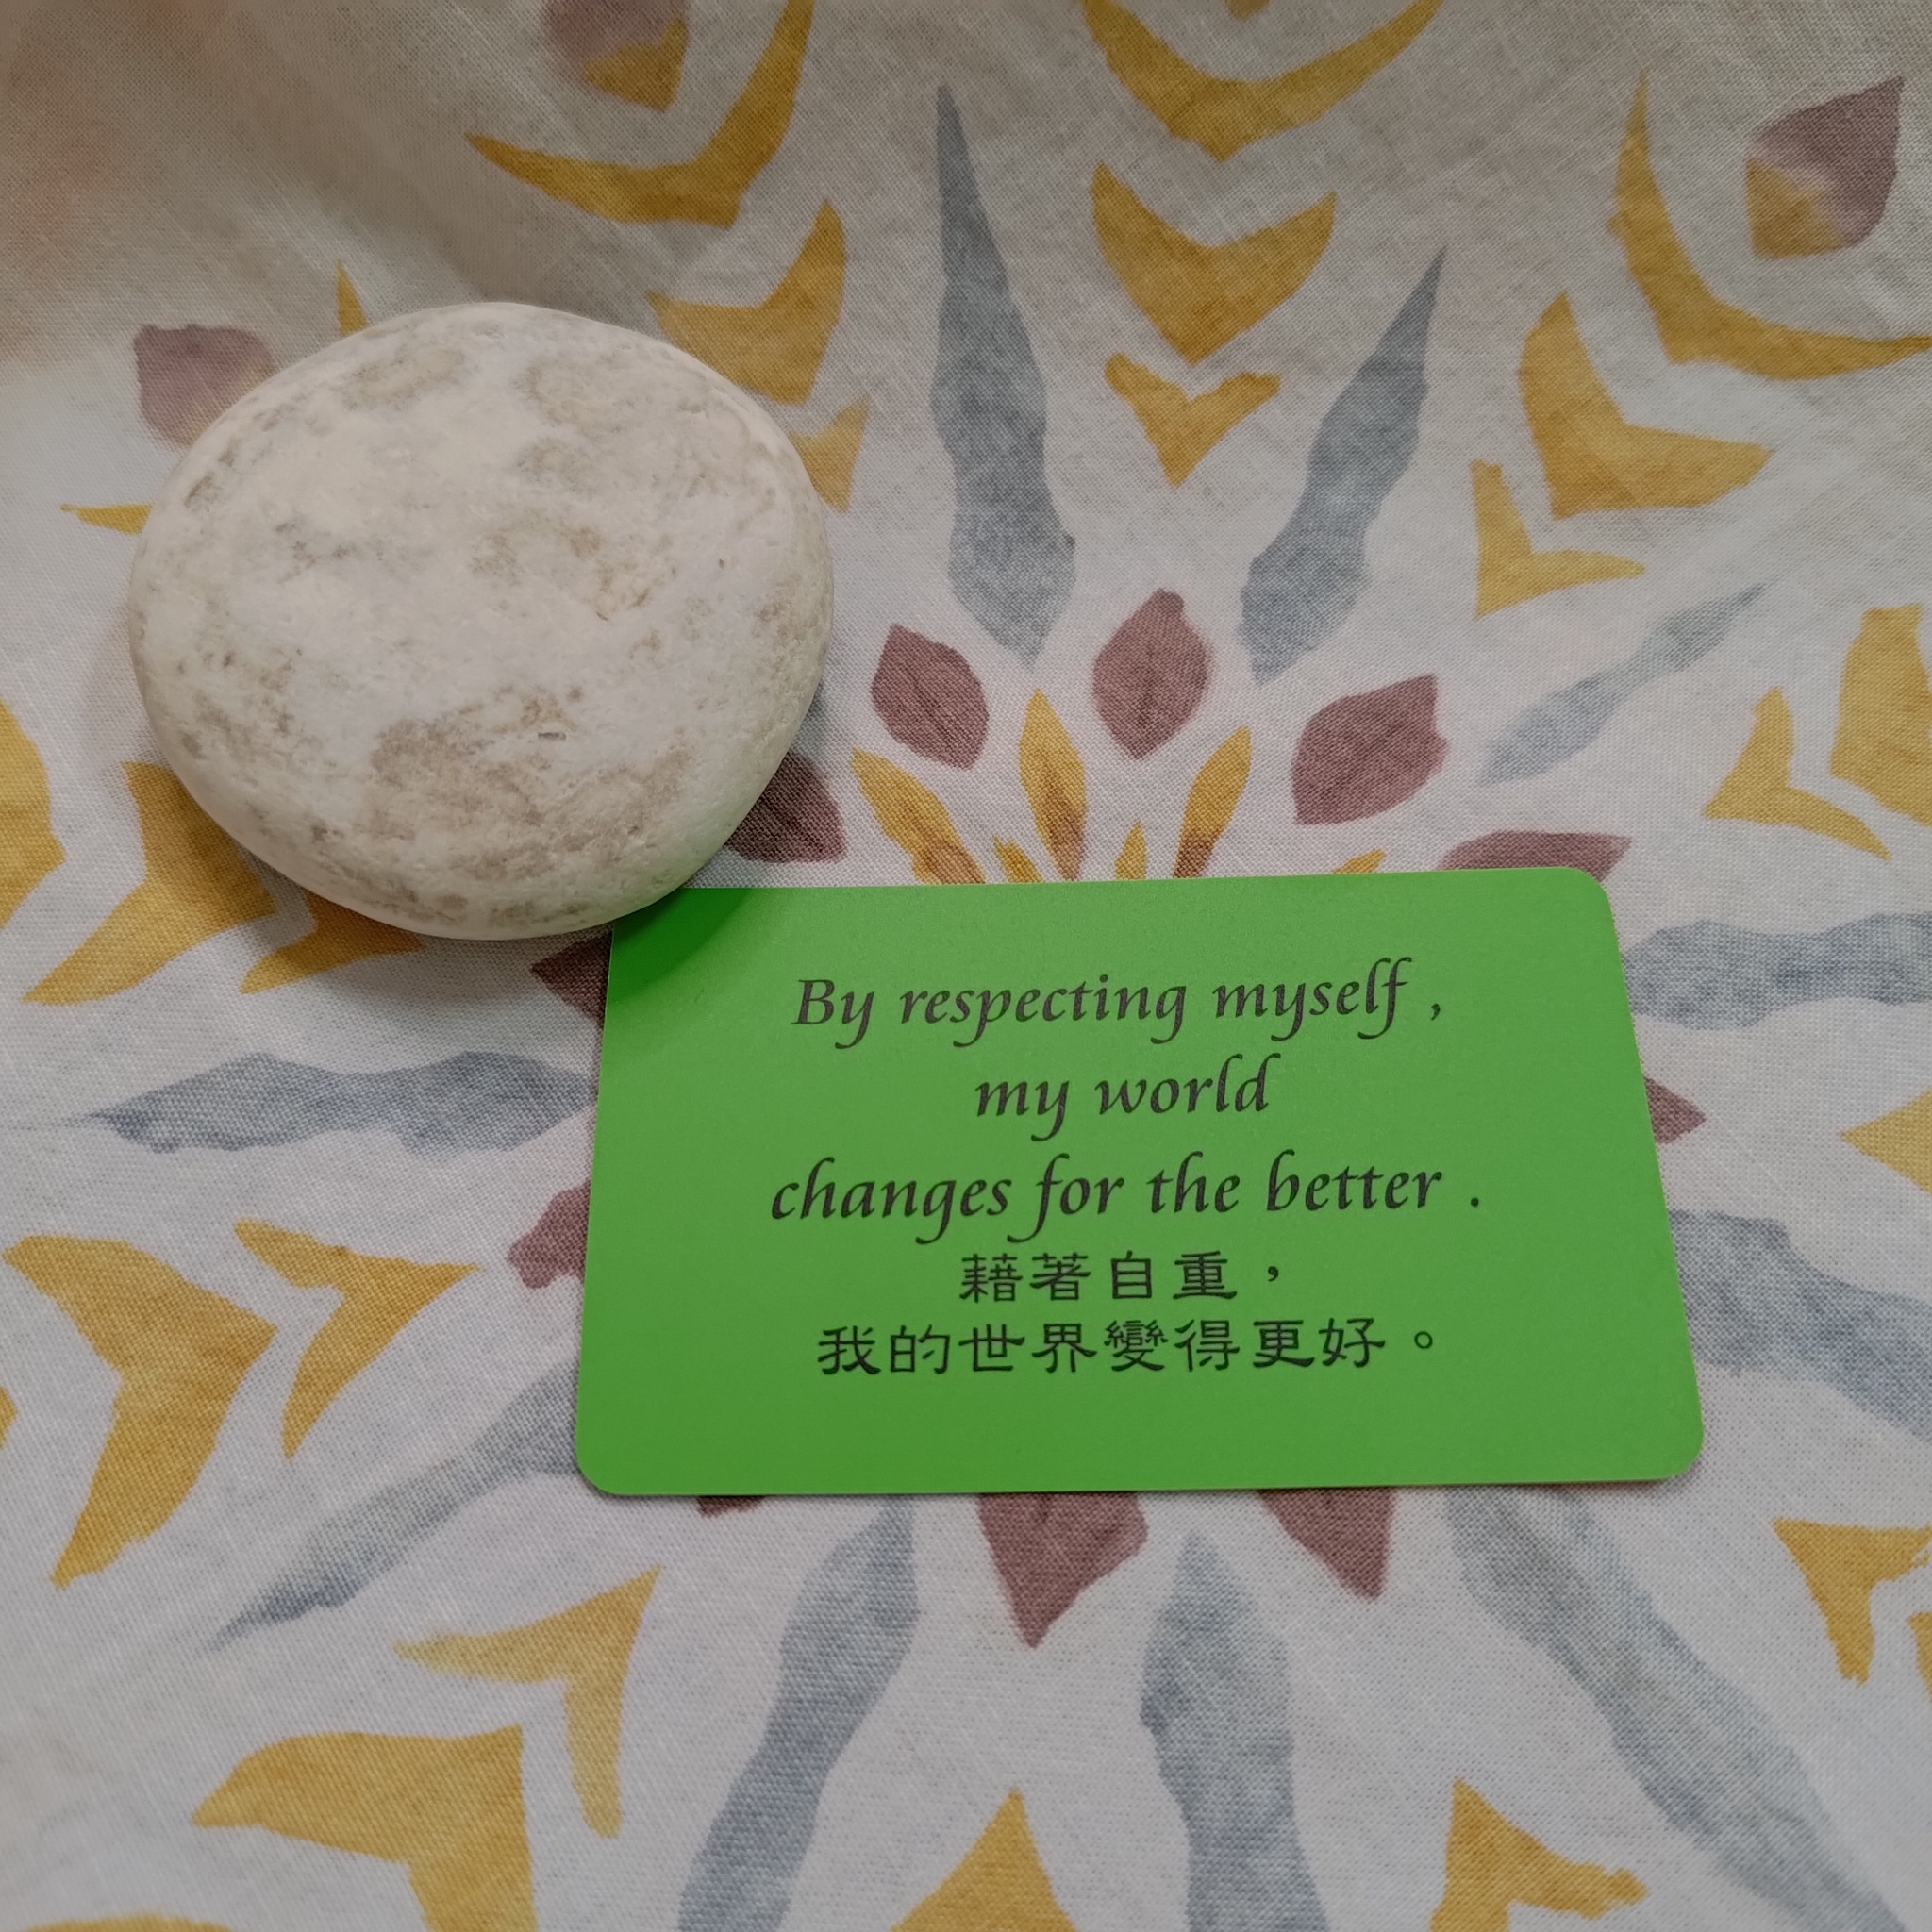 By respecting myself ,
my world
changes for the better .
藉著自重，
我的世界變得更好。